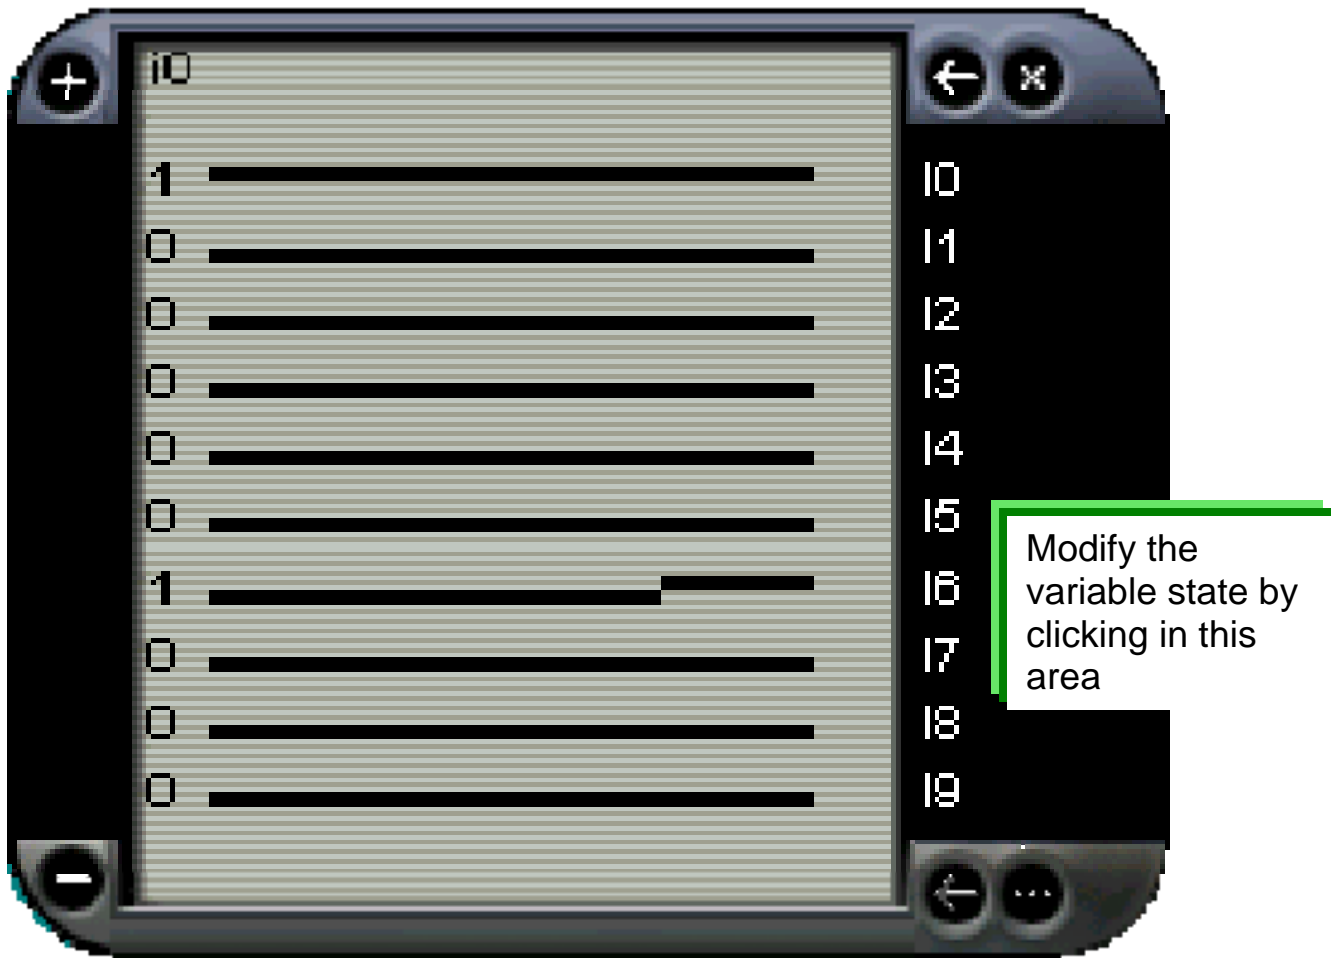 i0
1 I0
0 I1
0 I2
0 I3
0 I4
0 I5
1 I6
0 I7
0 I8
0 I9
Modify the
variable state by
clicking in this
area